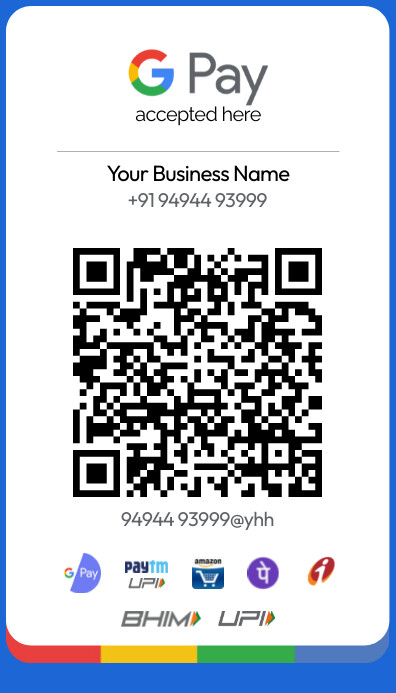 G Pay
accepted here
Your Business Name
+91 94944 93999
94944 93999@yhh
G Pay
paytm
UPI
amazon
पे
i
BHIM UPI